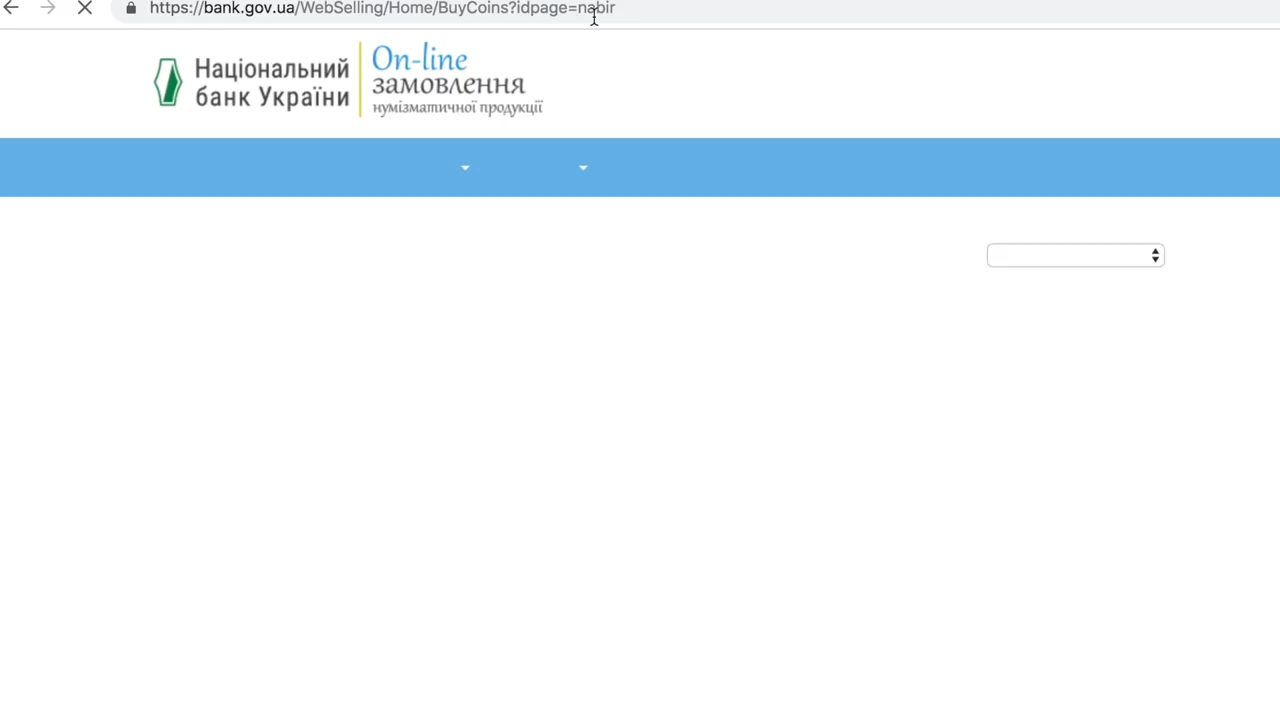 https://bank.gov.ua/WebSelling/Home/BuyCoins?idpage=nabir
Національний
банк України
On-line
замовлення
нумізматичної продукції